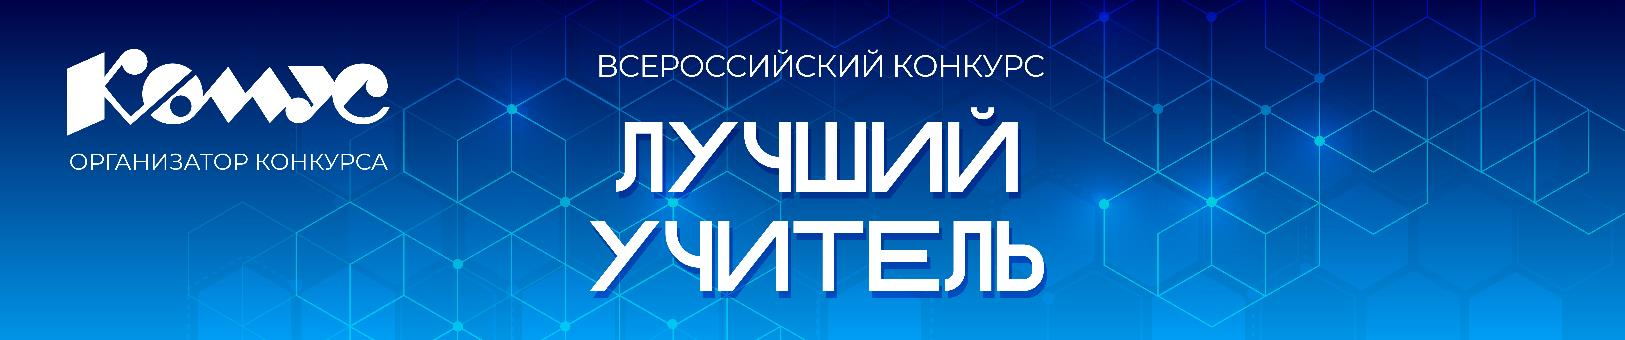 Комус
ОРГАНИЗАТОР КОНКУРСА
ВСЕРОССИЙСКИЙ КОНКУРС
ЛУЧШИЙ
УЧИТЕЛЬ